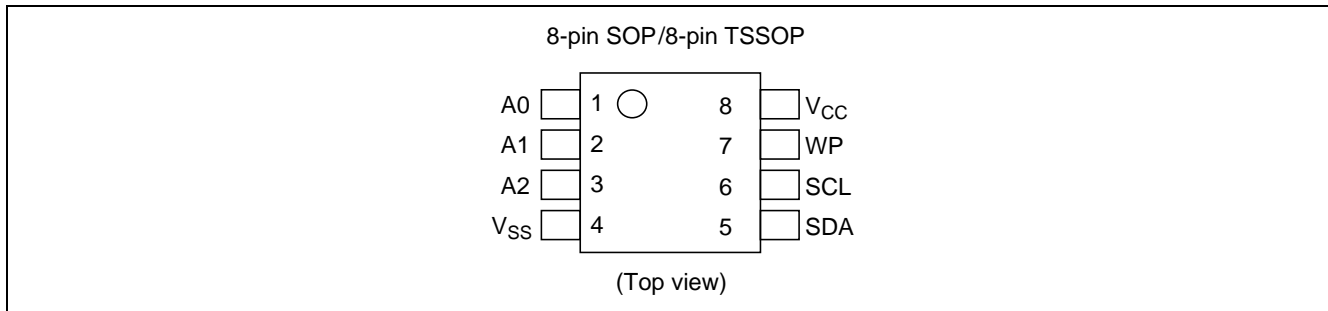 8-pin SOP/8-pin TSSOP
A0 1 8 VCC
A1 2 7 WP
A2 3 6 SCL
VSS 4 5 SDA
(Top view)